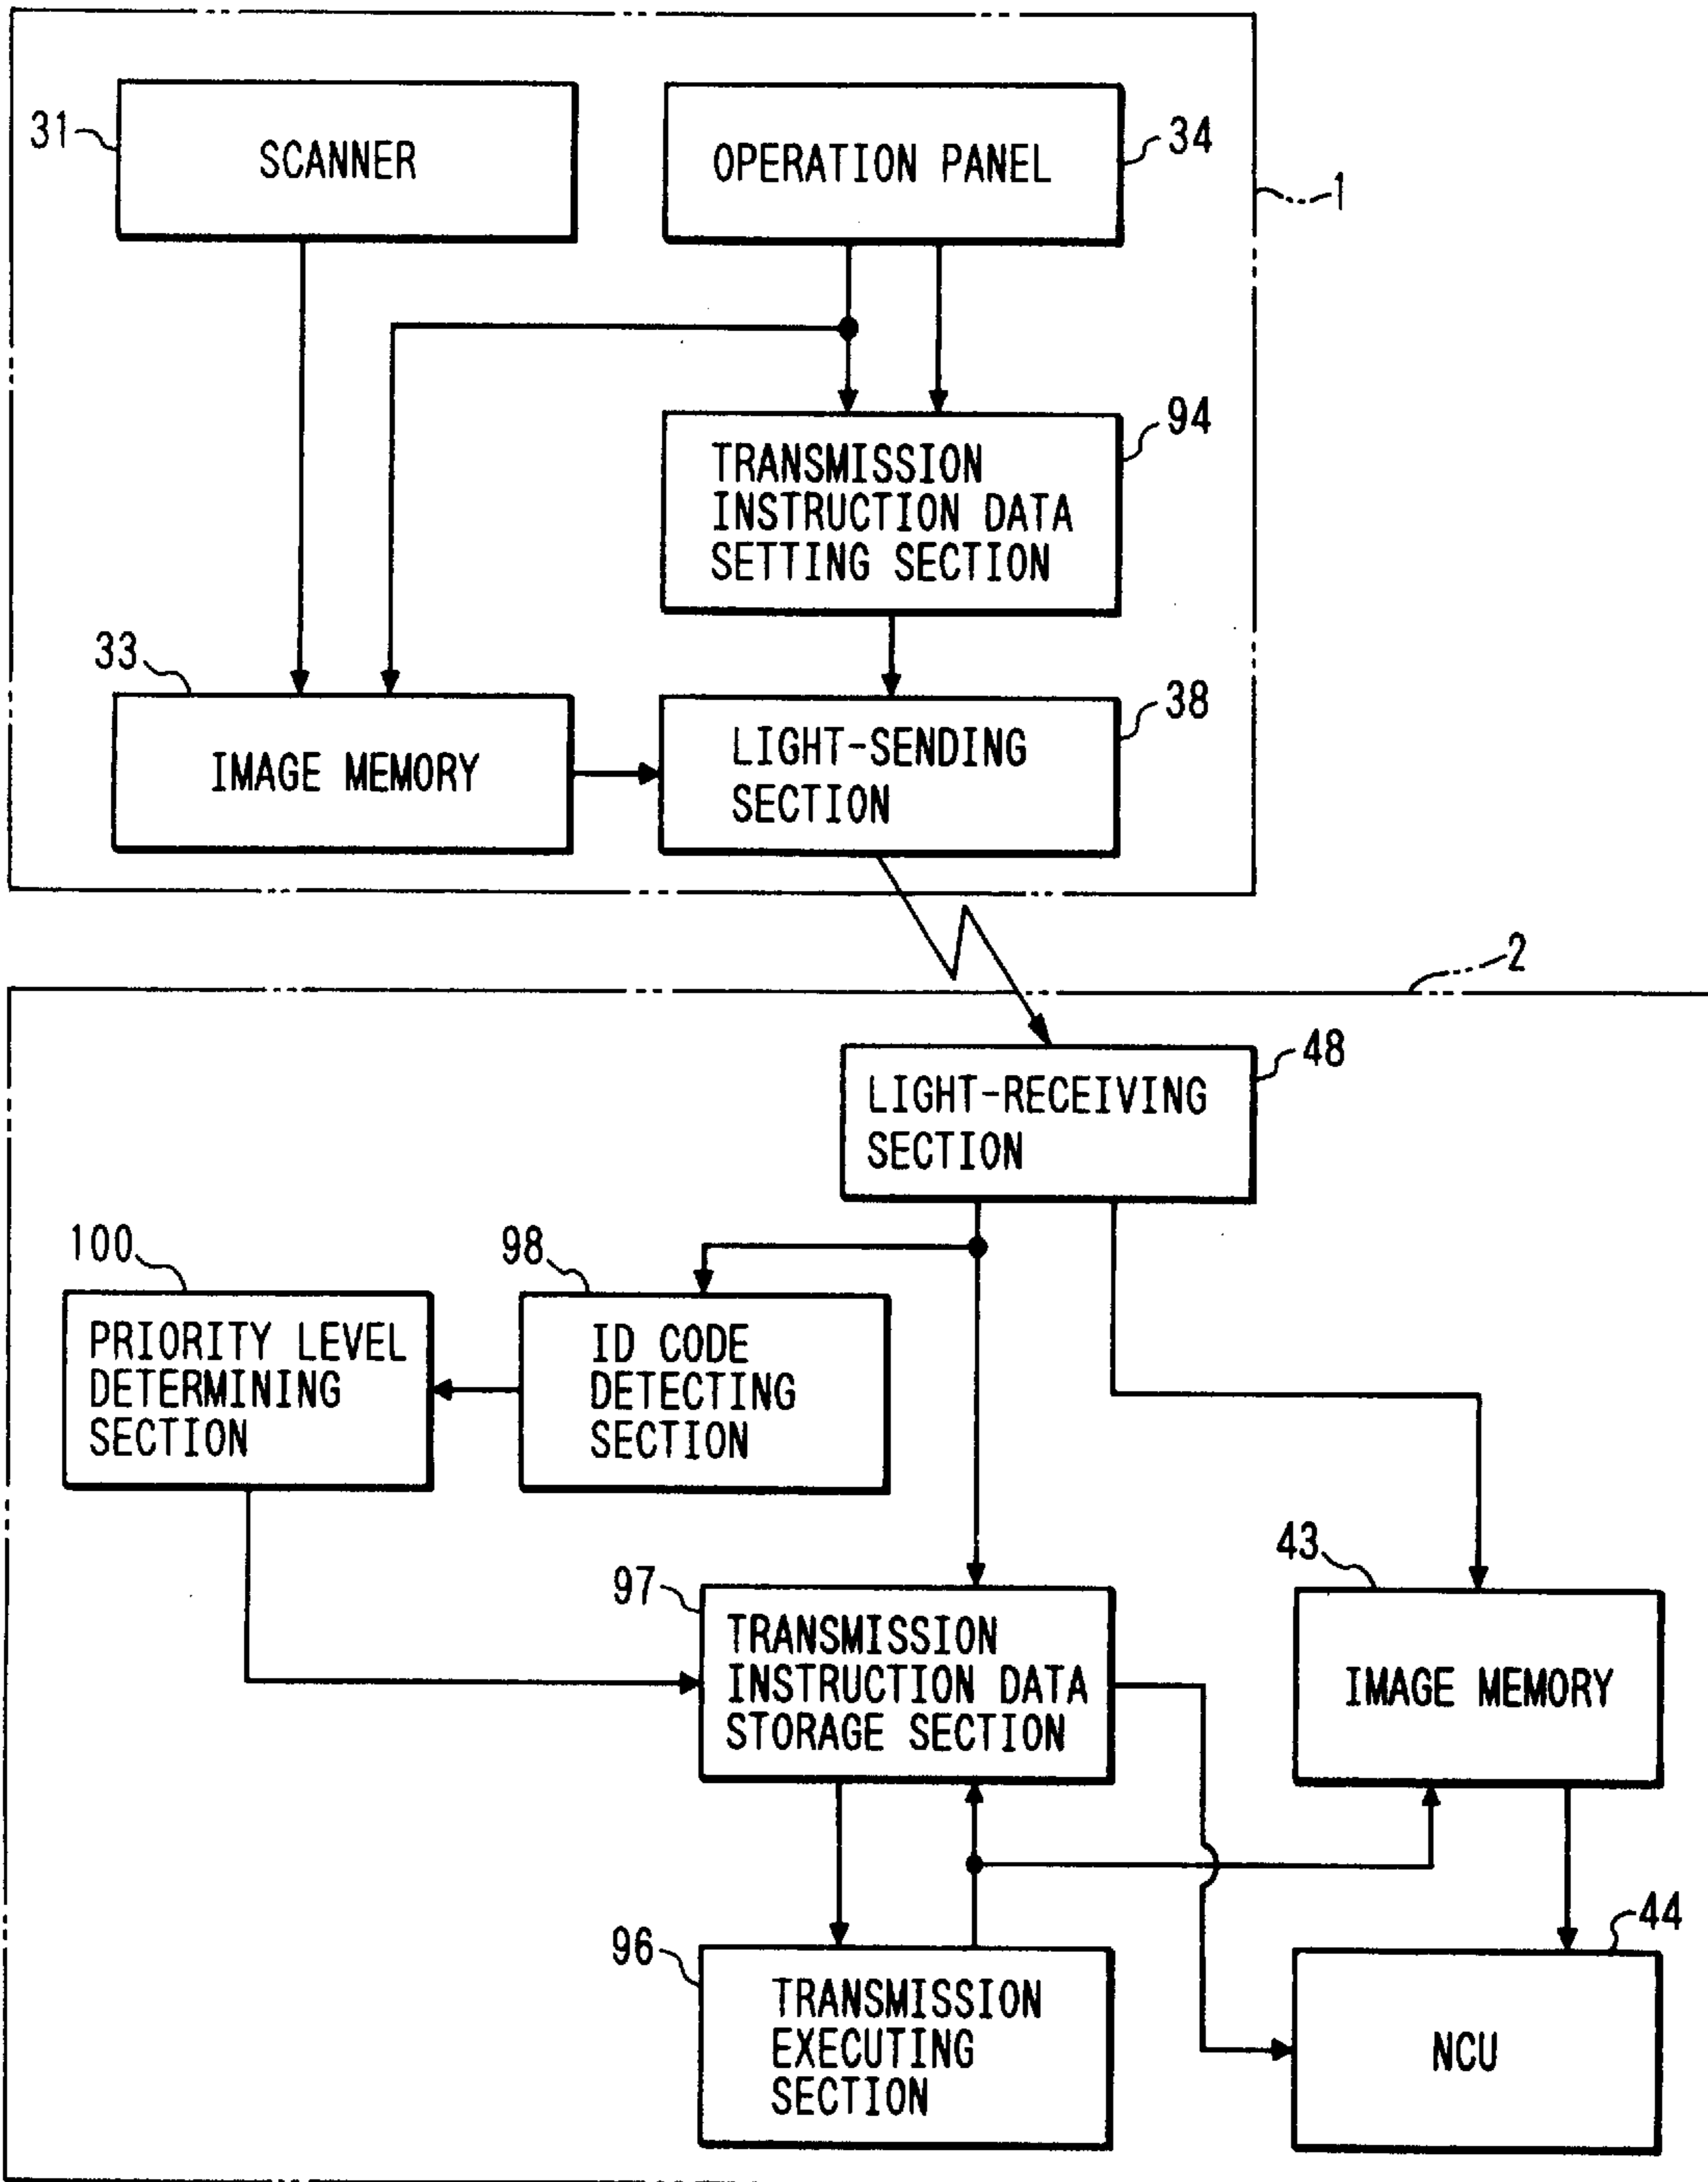 31
SCANNER
OPERATION PANEL
34
1
94
TRANSMISSION
INSTRUCTION DATA
SETTING SECTION
33
IMAGE MEMORY
38
LIGHT-SENDING
SECTION
2
48
LIGHT-RECEIVING
SECTION
100
PRIORITY LEVEL
DETERMINING
SECTION
98
ID CODE
DETECTING
SECTION
97
TRANSMISSION
INSTRUCTION DATA
STORAGE SECTION
43
IMAGE MEMORY
96
TRANSMISSION
EXECUTING
SECTION
44
NCU